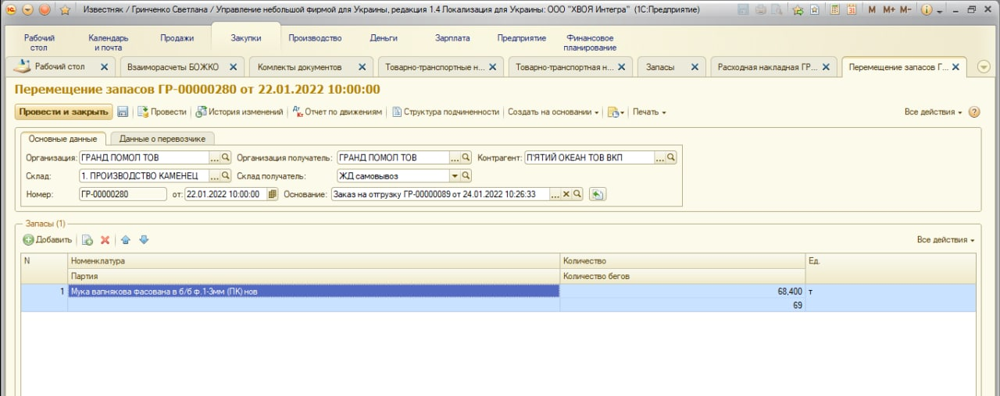 Известняк / Гринченко Светлана / Управление небольшой фирмой для Украины, редакция 1.4 Локализация для Украины: ООО "ХВОЯ Интегра" (1С:Предприятие)
M M+ M-
Рабочий стол Календарь и почта Продажи Закупки Производство Деньги Зарплата Предприятие Финансовое планирование
Рабочий стол Взаиморасчеты БОЖКО Комлекты документов Товарно-транспортные н... Товарно-транспортная н... Запасы Расходная накладная ГР... Перемещение запасов Г...
Перемещение запасов ГР-00000280 от 22.01.2022 10:00:00
Провести и закрыть Провести История изменений Дт Кт Отчет по движениям Структура подчиненности Создать на основании Печать Все действия
Основные данные Данные о перевозчике
Организация: ГРАНД ПОМОЛ ТОВ ... Организация получатель: ГРАНД ПОМОЛ ТОВ ... Контрагент: П'ЯТИЙ ОКЕАН ТОВ ВКП ...
Склад: 1. ПРОИЗВОДСТВО КАМЕНЕЦ ... Склад получатель: ЖД самовывоз
Номер: ГР-00000280 от: 22.01.2022 10:00:00 Основание: Заказ на отгрузку ГР-00000089 от 24.01.2022 10:26:33 ...
Запасы (1)
Добавить Все действия
N Номенклатура Количество Ед.
Партия Количество бегов
1 Мука вапнякова фасована в б/б ф.1-3мм (ПК) нов 68,400 т
69